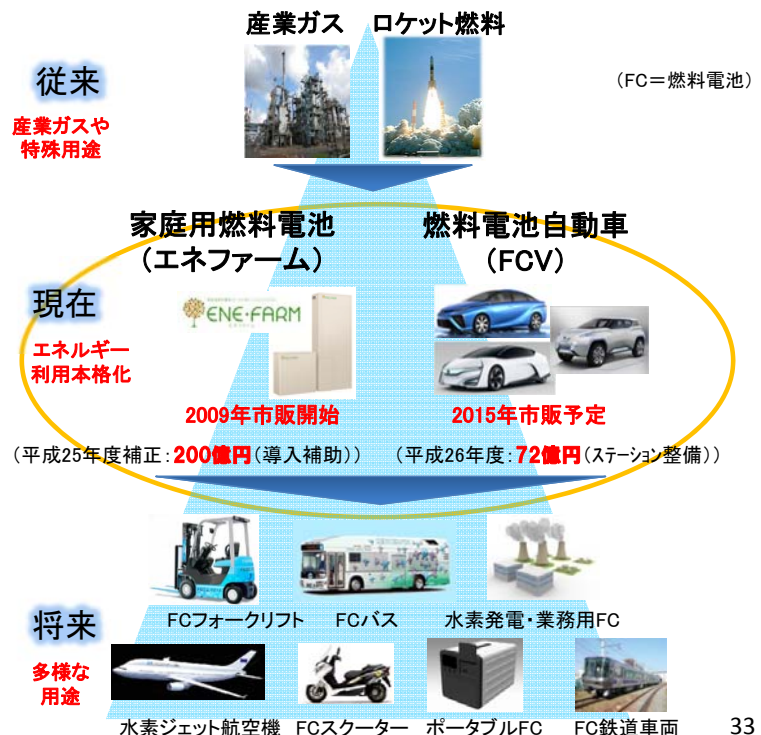 産業ガス ロケット燃料
従来
(FC＝燃料電池)
産業ガスや
特殊用途
家庭用燃料電池
(エネファーム)
燃料電池自動車
(FCV)
現在
ENE・FARM
エネルギー
利用本格化
2009年市販開始
2015年市販予定
(平成25年度補正：200億円(導入補助))
(平成26年度：72億円(ステーション整備))
FCフォークリフト
FCバス
水素発電・業務用FC
将来
多様な
用途
水素ジェット航空機
FCスクーター
ポータブルFC
FC鉄道車両
33